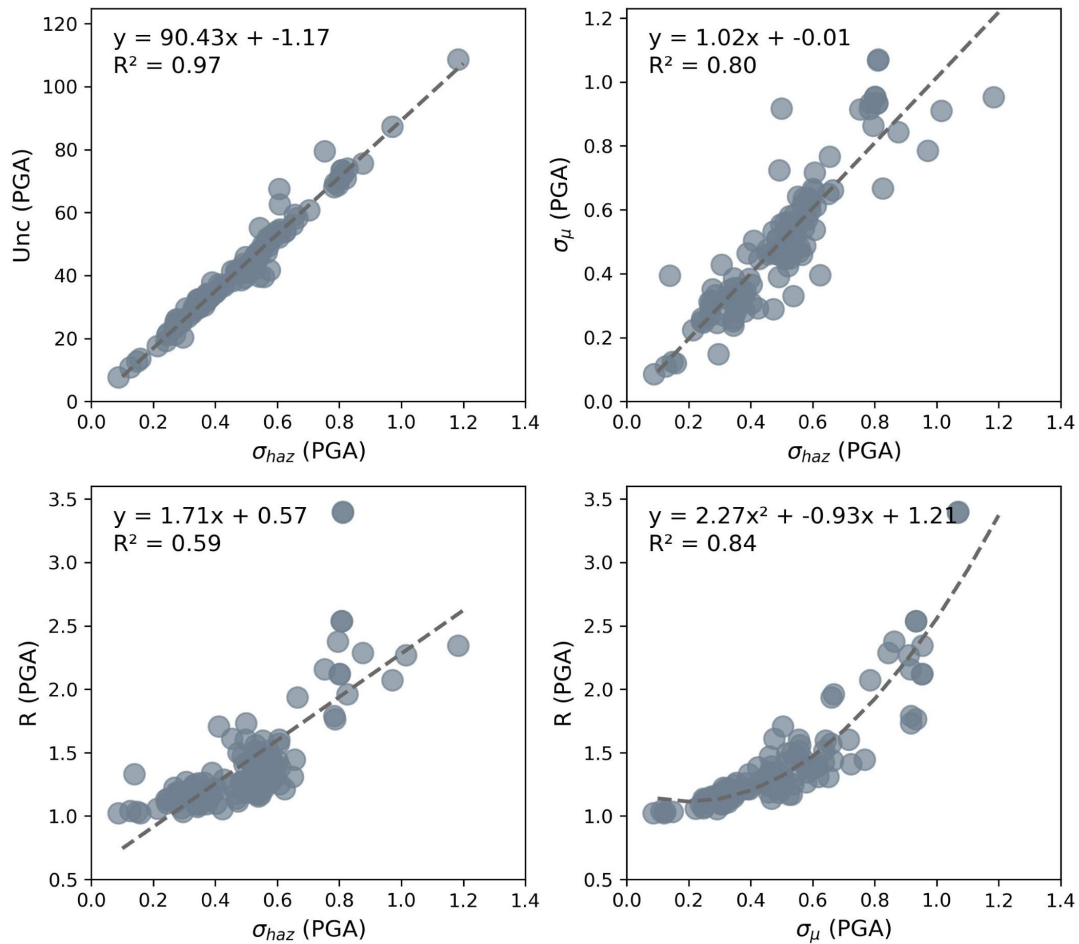 y = 90.43x + -1.17
R² = 0.97
120
100
80
60
40
20
0
Unc (PGA)
0.0 0.2 0.4 0.6 0.8 1.0 1.2 1.4
σhaz (PGA)
y = 1.02x + -0.01
R² = 0.80
1.2
1.0
0.8
0.6
0.4
0.2
0.0
σμ (PGA)
0.0 0.2 0.4 0.6 0.8 1.0 1.2 1.4
σhaz (PGA)
y = 1.71x + 0.57
R² = 0.59
3.5
3.0
2.5
2.0
1.5
1.0
0.5
R (PGA)
0.0 0.2 0.4 0.6 0.8 1.0 1.2 1.4
σhaz (PGA)
y = 2.27x² + -0.93x + 1.21
R² = 0.84
3.5
3.0
2.5
2.0
1.5
1.0
0.5
R (PGA)
0.0 0.2 0.4 0.6 0.8 1.0 1.2 1.4
σμ (PGA)